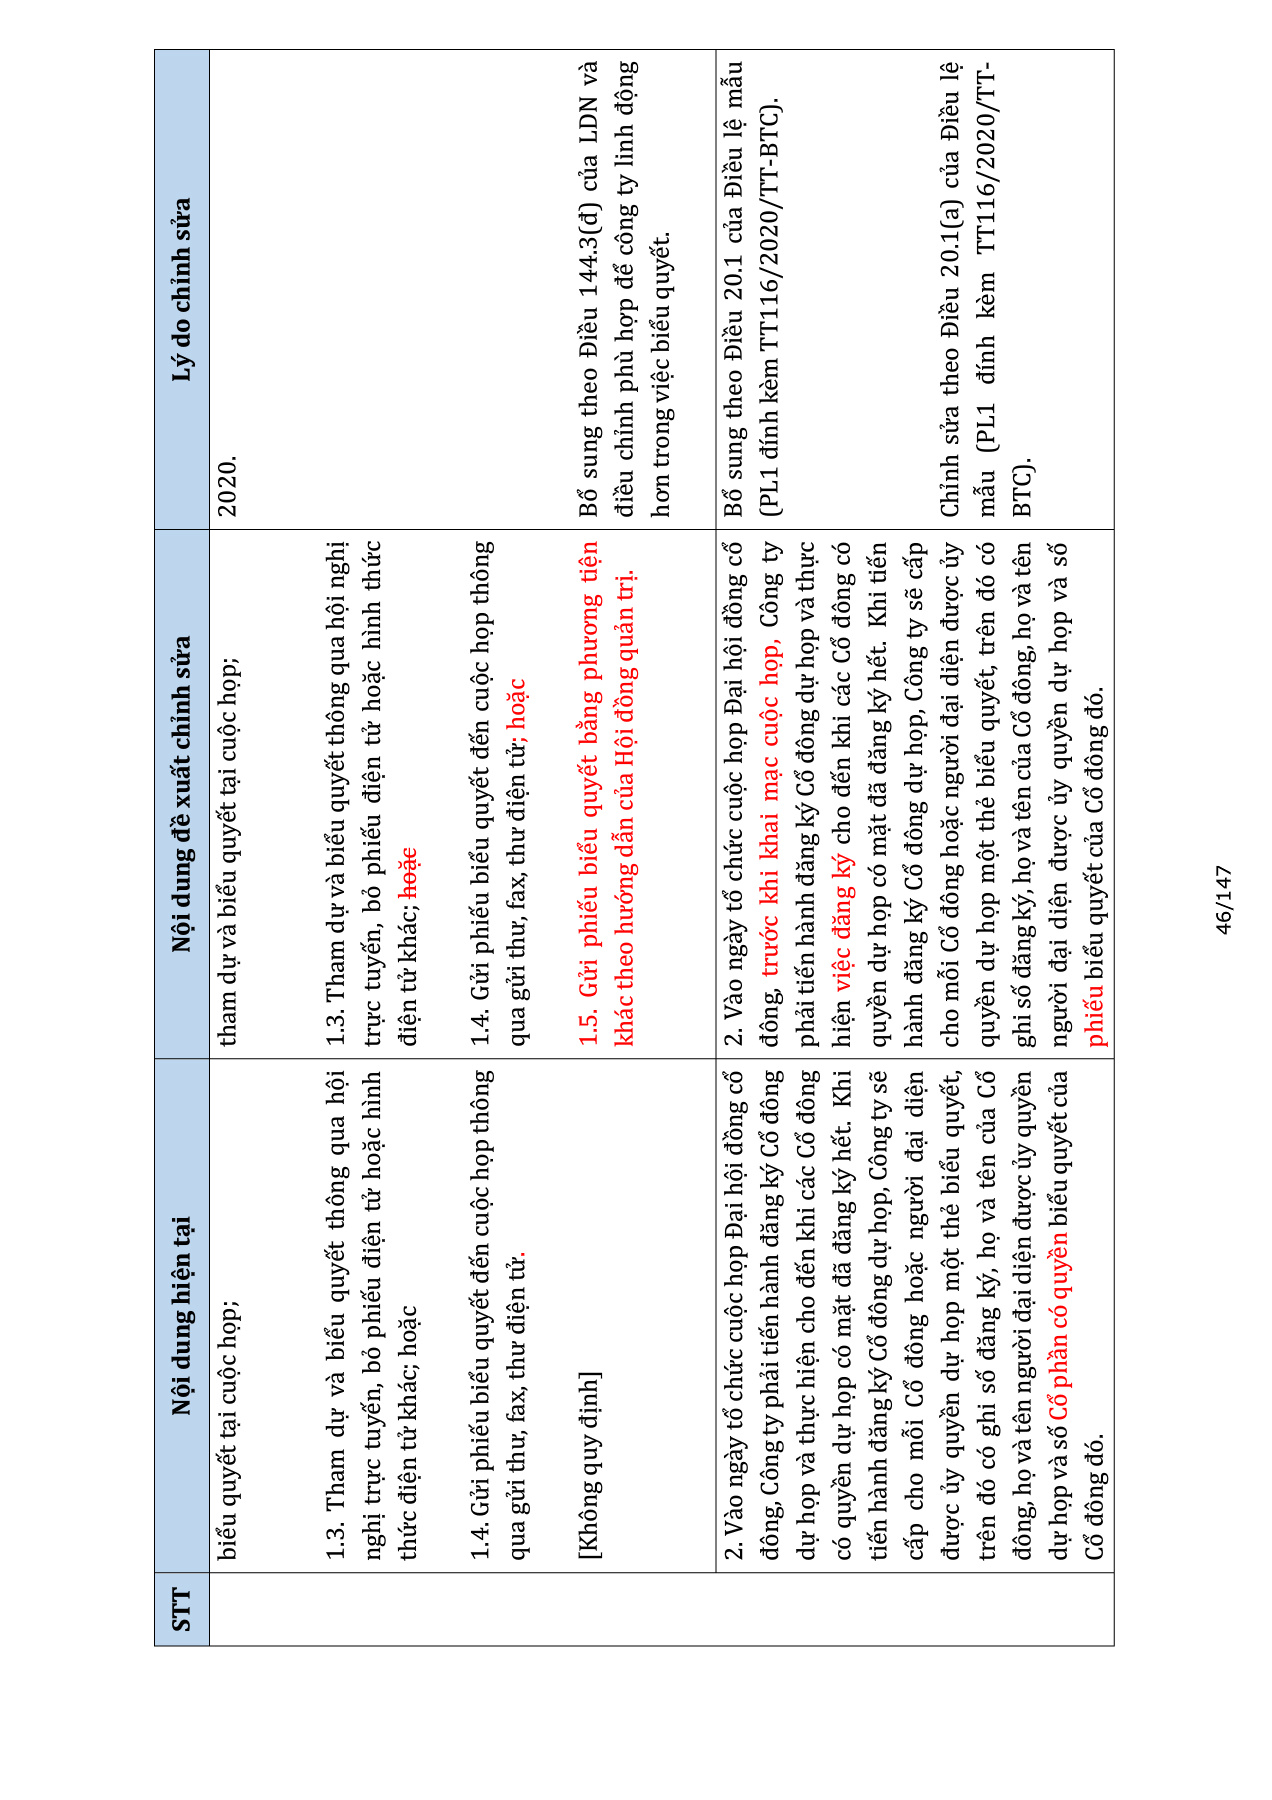 STT
Nội dung hiện tại
Nội dung đề xuất chỉnh sửa
Lý do chỉnh sửa
biểu quyết tại cuộc họp;
1.3. Tham dự và biểu quyết thông qua hội
nghị trực tuyến, bỏ phiếu điện tử hoặc hình
thức điện tử khác; hoặc
1.4. Gửi phiếu biểu quyết đến cuộc họp thông
qua gửi thư, fax, thư điện tử.
[Không quy định]
tham dự và biểu quyết tại cuộc họp;
1.3. Tham dự và biểu quyết thông qua hội nghị
trực tuyến, bỏ phiếu điện tử hoặc hình thức
điện tử khác; hoặc
1.4. Gửi phiếu biểu quyết đến cuộc họp thông
qua gửi thư, fax, thư điện tử; hoặc
1.5. Gửi phiếu biểu quyết bằng phương tiện
khác theo hướng dẫn của Hội đồng quản trị.
2020.
Bổ sung theo Điều 144.3(đ) của LDN và
điều chỉnh phù hợp để công ty linh động
hơn trong việc biểu quyết.
2. Vào ngày tổ chức cuộc họp Đại hội đồng cổ
đông, Công ty phải tiến hành đăng ký Cổ đông
dự họp và thực hiện cho đến khi các Cổ đông
có quyền dự họp có mặt đã đăng ký hết. Khi
tiến hành đăng ký Cổ đông dự họp, Công ty sẽ
cấp cho mỗi Cổ đông hoặc người đại diện
được ủy quyền dự họp một thẻ biểu quyết,
trên đó có ghi số đăng ký, họ và tên của Cổ
đông, họ và tên người đại diện được ủy quyền
dự họp và số Cổ phần có quyền biểu quyết của
Cổ đông đó.
2. Vào ngày tổ chức cuộc họp Đại hội đồng cổ
đông, trước khi khai mạc cuộc họp, Công ty
phải tiến hành đăng ký Cổ đông dự họp và thực
hiện việc đăng ký cho đến khi các Cổ đông có
quyền dự họp có mặt đã đăng ký hết. Khi tiến
hành đăng ký Cổ đông dự họp, Công ty sẽ cấp
cho mỗi Cổ đông hoặc người đại diện được ủy
quyền dự họp một thẻ biểu quyết, trên đó có
ghi số đăng ký, họ và tên của Cổ đông, họ và tên
người đại diện được ủy quyền dự họp và số
phiếu biểu quyết của Cổ đông đó.
Bổ sung theo Điều 20.1 của Điều lệ mẫu
(PL1 đính kèm TT116/2020/TT-BTC).
Chỉnh sửa theo Điều 20.1(a) của Điều lệ
mẫu (PL1 đính kèm TT116/2020/TT-
BTC).
46/147